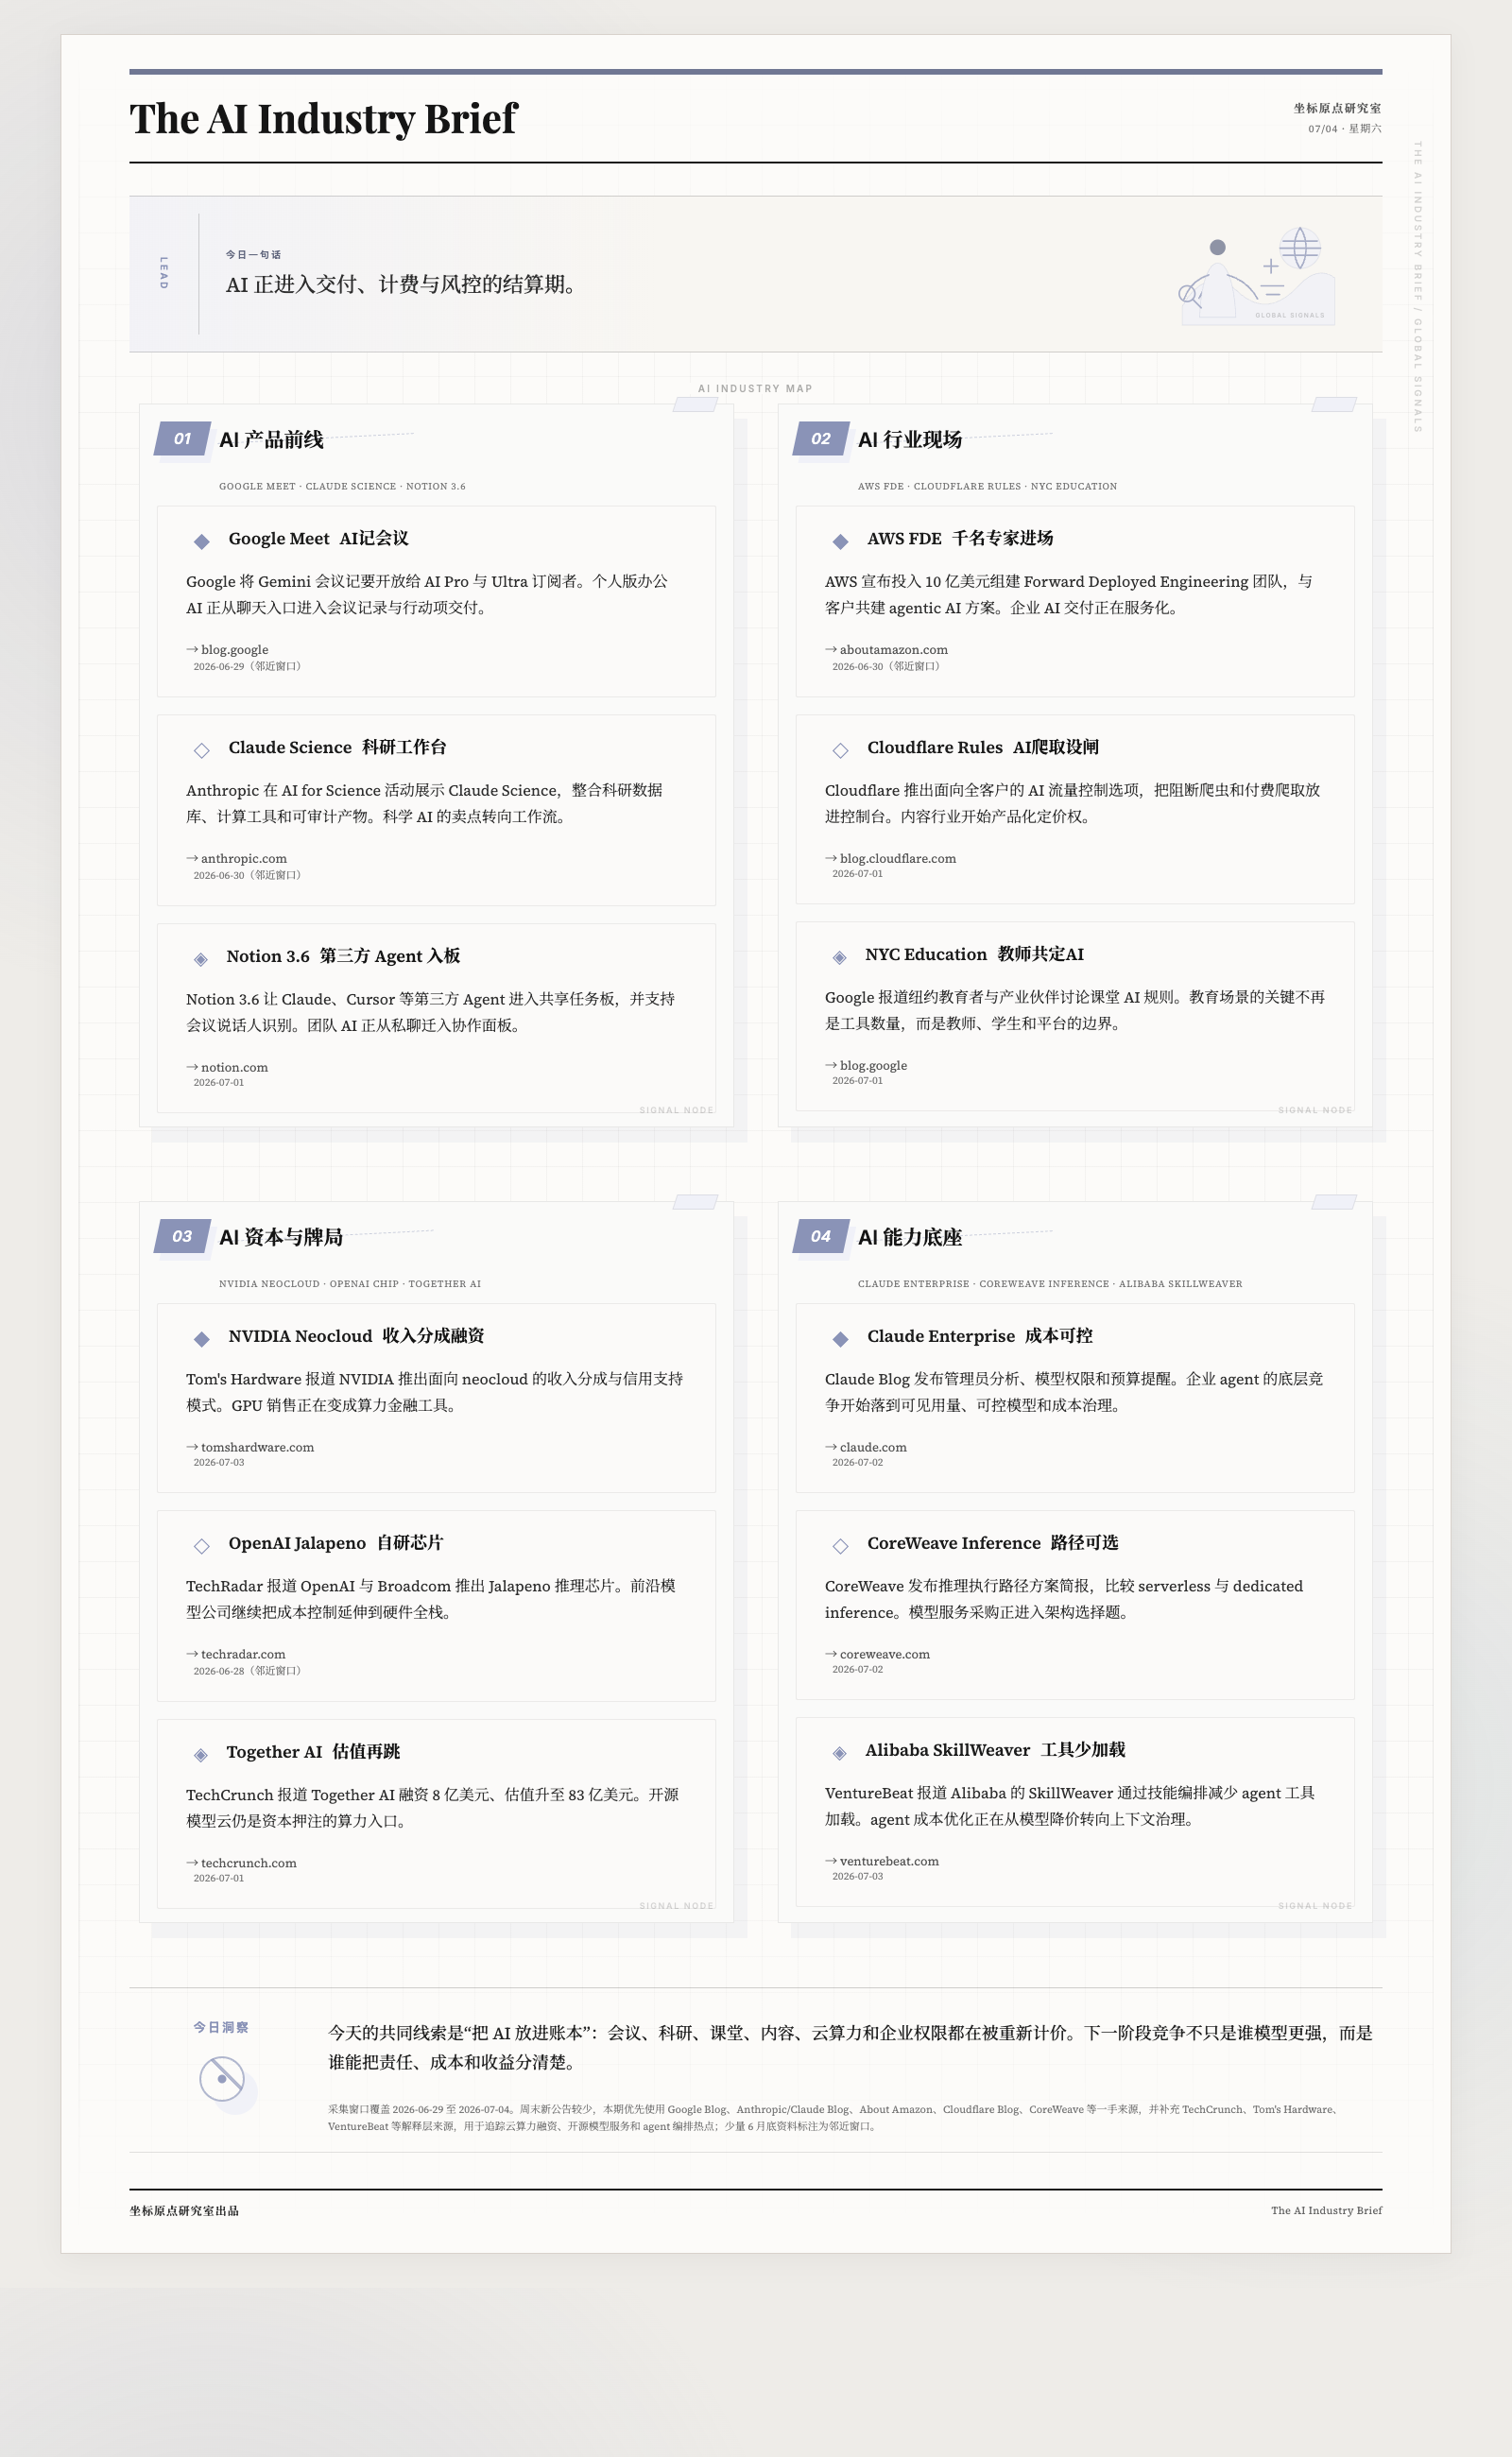 The AI Industry Brief
坐标原点研究室
07/04 · 星期六
THE AI INDUSTRY BRIEF / GLOBAL SIGNALS
LEAD
今日一句话
AI 正进入交付、计费与风控的结算期。
GLOBAL SIGNALS
AI INDUSTRY MAP
01
AI 产品前线
GOOGLE MEET · CLAUDE SCIENCE · NOTION 3.6
◆ Google Meet AI记会议
Google 将 Gemini 会议记要开放给 AI Pro 与 Ultra 订阅者。个人版办公
AI 正从聊天入口进入会议记录与行动项交付。
→ blog.google
2026-06-29（邻近窗口）
◇ Claude Science 科研工作台
Anthropic 在 AI for Science 活动展示 Claude Science，整合科研数据
库、计算工具和可审计产物。科学 AI 的卖点转向工作流。
→ anthropic.com
2026-06-30（邻近窗口）
◈ Notion 3.6 第三方 Agent 入板
Notion 3.6 让 Claude、Cursor 等第三方 Agent 进入共享任务板，并支持
会议说话人识别。团队 AI 正从私聊迁入协作面板。
→ notion.com
2026-07-01
SIGNAL NODE
02
AI 行业现场
AWS FDE · CLOUDFLARE RULES · NYC EDUCATION
◆ AWS FDE 千名专家进场
AWS 宣布投入 10 亿美元组建 Forward Deployed Engineering 团队，与
客户共建 agentic AI 方案。企业 AI 交付正在服务化。
→ aboutamazon.com
2026-06-30（邻近窗口）
◇ Cloudflare Rules AI爬取设闸
Cloudflare 推出面向全客户的 AI 流量控制选项，把阻断爬虫和付费爬取放
进控制台。内容行业开始产品化定价权。
→ blog.cloudflare.com
2026-07-01
◈ NYC Education 教师共定AI
Google 报道纽约教育者与产业伙伴讨论课堂 AI 规则。教育场景的关键不再
是工具数量，而是教师、学生和平台的边界。
→ blog.google
2026-07-01
SIGNAL NODE
03
AI 资本与牌局
NVIDIA NEOCLOUD · OPENAI CHIP · TOGETHER AI
◆ NVIDIA Neocloud 收入分成融资
Tom's Hardware 报道 NVIDIA 推出面向 neocloud 的收入分成与信用支持
模式。GPU 销售正在变成算力金融工具。
→ tomshardware.com
2026-07-03
◇ OpenAI Jalapeno 自研芯片
TechRadar 报道 OpenAI 与 Broadcom 推出 Jalapeno 推理芯片。前沿模
型公司继续把成本控制延伸到硬件全栈。
→ techradar.com
2026-06-28（邻近窗口）
◈ Together AI 估值再跳
TechCrunch 报道 Together AI 融资 8 亿美元、估值升至 83 亿美元。开源
模型云仍是资本押注的算力入口。
→ techcrunch.com
2026-07-01
SIGNAL NODE
04
AI 能力底座
CLAUDE ENTERPRISE · COREWEAVE INFERENCE · ALIBABA SKILLWEAVER
◆ Claude Enterprise 成本可控
Claude Blog 发布管理员分析、模型权限和预算提醒。企业 agent 的底层竞
争开始落到可见用量、可控模型和成本治理。
→ claude.com
2026-07-02
◇ CoreWeave Inference 路径可选
CoreWeave 发布推理执行路径方案简报，比较 serverless 与 dedicated
inference。模型服务采购正进入架构选择题。
→ coreweave.com
2026-07-02
◈ Alibaba SkillWeaver 工具少加载
VentureBeat 报道 Alibaba 的 SkillWeaver 通过技能编排减少 agent 工具
加载。agent 成本优化正在从模型降价转向上下文治理。
→ venturebeat.com
2026-07-03
SIGNAL NODE
今日洞察
今天的共同线索是“把 AI 放进账本”：会议、科研、课堂、内容、云算力和企业权限都在被重新计价。下一阶段竞争不只是谁模型更强，而是
谁能把责任、成本和收益分清楚。
采集窗口覆盖 2026-06-29 至 2026-07-04。周末新公告较少，本期优先使用 Google Blog、Anthropic/Claude Blog、About Amazon、Cloudflare Blog、CoreWeave 等一手来源，并补充 TechCrunch、Tom's Hardware、
VentureBeat 等解释层来源，用于追踪云算力融资、开源模型服务和 agent 编排热点；少量 6 月底资料标注为邻近窗口。
坐标原点研究室出品
The AI Industry Brief